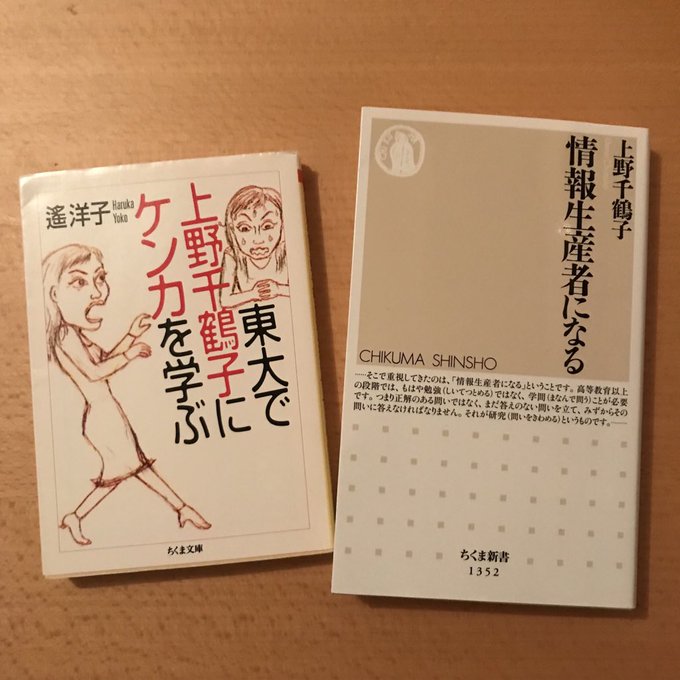 遙洋子
Haruka
Yoko
東大で
上野千鶴子に
ケンカを学ぶ
ちくま文庫
上野千鶴子
情報生産者になる
CHIKUMA SHINSHO
……そこで重視してきたのは、「情報生産者になる」ということです。高等教育以上
の段階では、もはや勉強(しいてつとめる)ではなく、学問(まなんで問う)ことが必要
です。つまり正解のある問いではなく、まだ答えのない問いを立て、みずからその
問いに答えなければなりません。それが研究(問いをきわめる)というものです。……
ちくま新書
1352